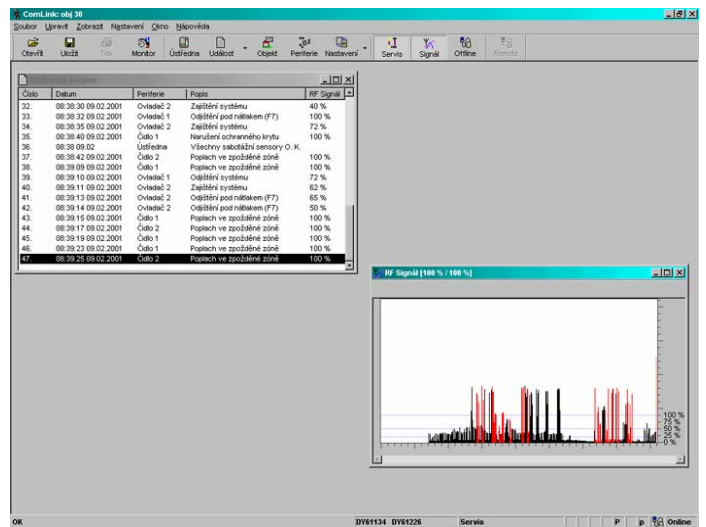 ComLink: obj 30
Soubor Upravit Zobrazit Nastavení Okno Nápověda
Otevřít Uložit Tisk Monitor Ústředna Událost Objekt Periferie Nastavení Servis Signál Offline Remote
Číslo Datum Periferie Popis RF Signál
32. 08:38:30 09.02.2001 Ovladač 2 Zajištění systému 40 %
33. 08:38:32 09.02.2001 Ovladač 1 Odjištění pod nátlakem (F7) 100 %
34. 08:38:35 09.02.2001 Ovladač 2 Zajištění systému 72 %
35. 08:38:40 09.02.2001 Čidlo 1 Narušení ochranného krytu 100 %
36. 08:38 09.02 Ústředna Všechny sabotážní sensory O. K.
37. 08:38:42 09.02.2001 Čidlo 2 Poplach ve zpožděné zóně 100 %
38. 08:39:09 09.02.2001 Čidlo 1 Poplach ve zpožděné zóně 100 %
39. 08:39:10 09.02.2001 Ovladač 1 Odjištění systému 72 %
40. 08:39:11 09.02.2001 Ovladač 2 Zajištění systému 62 %
41. 08:39:13 09.02.2001 Ovladač 2 Odjištění pod nátlakem (F7) 65 %
42. 08:39:14 09.02.2001 Ovladač 2 Odjištění pod nátlakem (F7) 50 %
43. 08:39:15 09.02.2001 Čidlo 1 Poplach ve zpožděné zóně 100 %
44. 08:39:17 09.02.2001 Čidlo 2 Poplach ve zpožděné zóně 100 %
45. 08:39:19 09.02.2001 Čidlo 1 Poplach ve zpožděné zóně 100 %
46. 08:39:23 09.02.2001 Čidlo 1 Poplach ve zpožděné zóně 100 %
47. 08:39:25 09.02.2001 Čidlo 2 Poplach ve zpožděné zóně 100 %
RF Signál [100 % / 100 %]
100 %
75 %
50 %
25 %
0 %
OK DY61134 DY61226 Servis P p Online